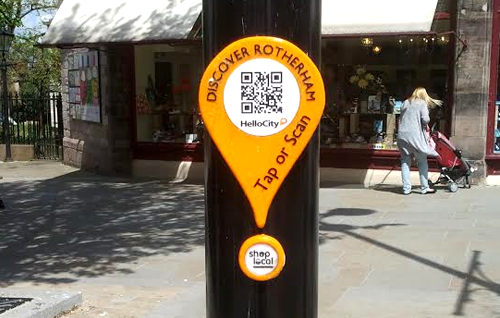 DISCOVER ROTHERHAM
HelloCity
Tap or Scan
shop
local